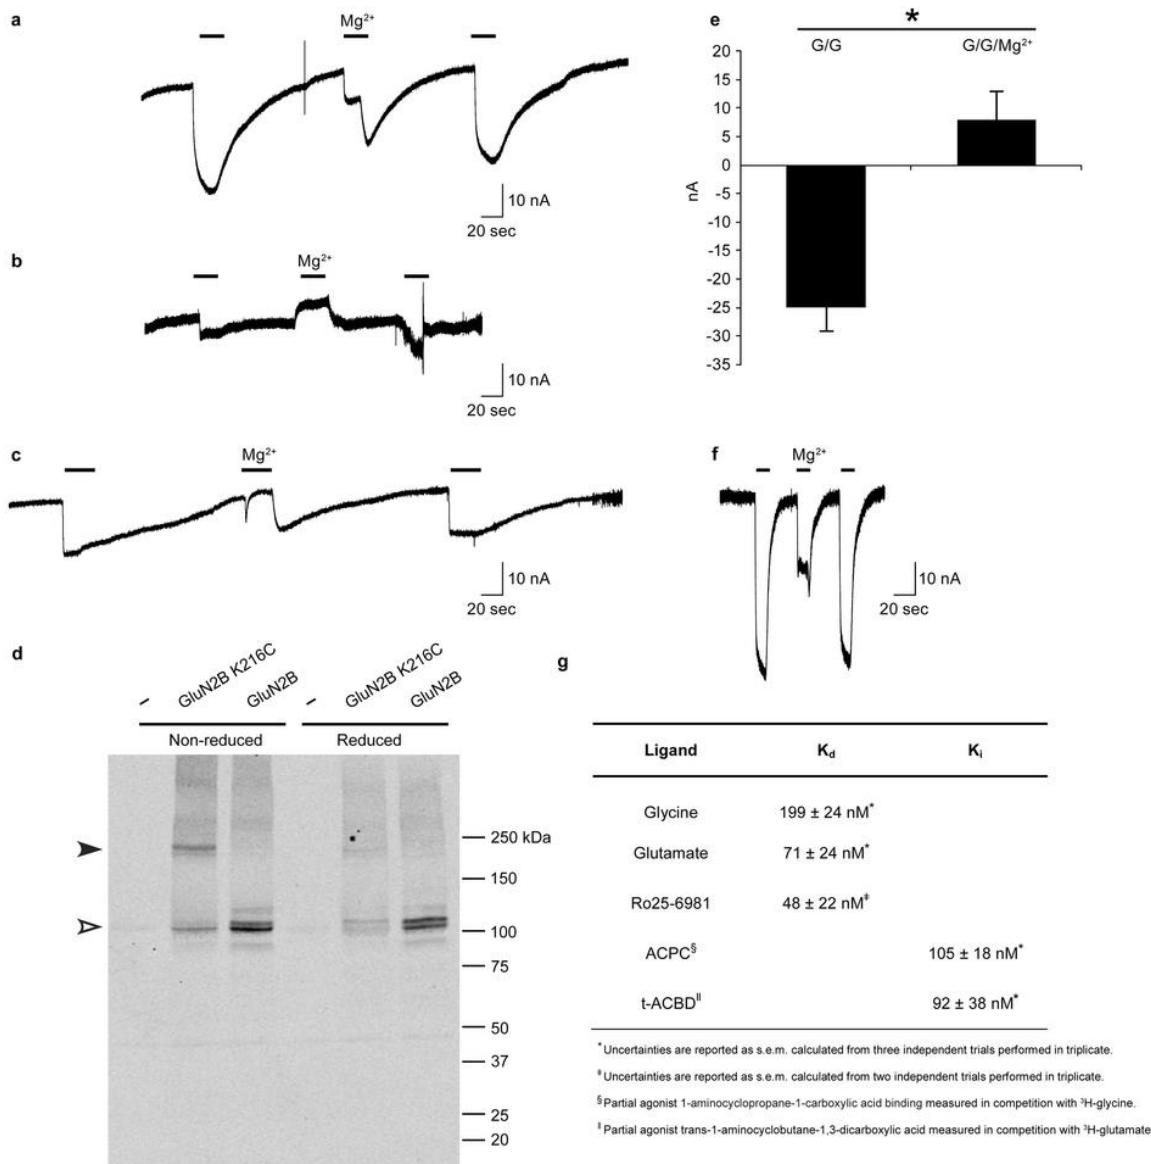 a
Mg²⁺
10 nA
20 sec
b
Mg²⁺
10 nA
20 sec
c
Mg²⁺
10 nA
20 sec
d
- GluN2B K216C GluN2B - GluN2B K216C GluN2B
Non-reduced Reduced
250 kDa
150
100
75
50
37
25
20
e
*
G/G G/G/Mg²⁺
20
15
10
5
0
-5
-10
-15
-20
-25
-30
-35
nA
f
Mg²⁺
10 nA
20 sec
g
Ligand K_d K_i
Glycine 199 ± 24 nM*
Glutamate 71 ± 24 nM*
Ro25-6981 48 ± 22 nM‡
ACPC§ 105 ± 18 nM*
t-ACBD‖ 92 ± 38 nM*
* Uncertainties are reported as s.e.m. calculated from three independent trials performed in triplicate.
‡ Uncertainties are reported as s.e.m. calculated from two independent trials performed in triplicate.
§ Partial agonist 1-aminocyclopropane-1-carboxylic acid binding measured in competition with ³H-glycine.
‖ Partial agonist trans-1-aminocyclobutane-1,3-dicarboxylic acid measured in competition with ³H-glutamate